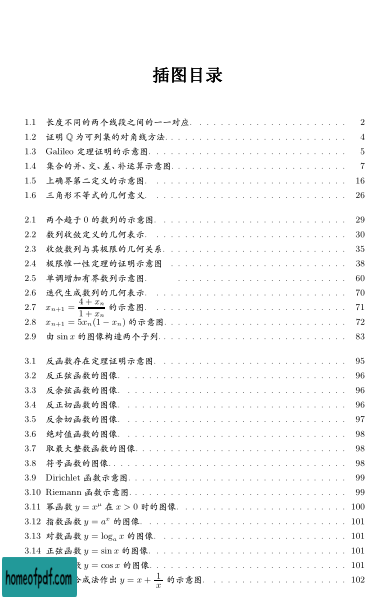 插图目录
1.1 长度不同的两个线段之间的一一对应. . . . . . . . . . . . . . . . . . . 2
1.2 证明 ℚ 为可列集的对角线方法. . . . . . . . . . . . . . . . . . . 4
1.3 Galileo 定理证明的示意图. . . . . . . . . . . . . . . . . . . 5
1.4 集合的并、交、差、补运算示意图. . . . . . . . . . . . . . . . . . . 7
1.5 上确界第二定义的示意图. . . . . . . . . . . . . . . . . . . 16
1.6 三角形不等式的几何意义. . . . . . . . . . . . . . . . . . . 26
2.1 两个趋于 0 的数列的示意图. . . . . . . . . . . . . . . . . . . 29
2.2 数列收敛定义的几何表示. . . . . . . . . . . . . . . . . . . 30
2.3 收敛数列与其极限的几何关系. . . . . . . . . . . . . . . . . . . 35
2.4 极限惟一性定理的证明示意图 . . . . . . . . . . . . . . . . . . . 38
2.5 单调增加有界数列示意图. . . . . . . . . . . . . . . . . . . 60
2.6 迭代生成数列的几何表示. . . . . . . . . . . . . . . . . . . 70
2.7 xₙ₊₁ = (4 + xₙ)/(1 + xₙ) 的示意图. . . . . . . . . . . . . . . . . . . 71
2.8 xₙ₊₁ = 5xₙ(1 − xₙ) 的示意图. . . . . . . . . . . . . . . . . . . 72
2.9 由 sin x 的图像构造两个子列. . . . . . . . . . . . . . . . . . . 83
3.1 反函数存在定理证明示意图. . . . . . . . . . . . . . . . . . . 95
3.2 反正弦函数的图像. . . . . . . . . . . . . . . . . . . 96
3.3 反余弦函数的图像. . . . . . . . . . . . . . . . . . . 96
3.4 反正切函数的图像. . . . . . . . . . . . . . . . . . . 96
3.5 反余切函数的图像. . . . . . . . . . . . . . . . . . . 97
3.6 绝对值函数的图像. . . . . . . . . . . . . . . . . . . 98
3.7 取最大整数函数的图像. . . . . . . . . . . . . . . . . . . 98
3.8 符号函数的图像. . . . . . . . . . . . . . . . . . . 98
3.9 Dirichlet 函数示意图. . . . . . . . . . . . . . . . . . . 99
3.10 Riemann 函数示意图. . . . . . . . . . . . . . . . . . . 99
3.11 幂函数 y = xᵘ 在 x > 0 时的图像. . . . . . . . . . . . . . . . . . . 100
3.12 指数函数 y = aˣ 的图像. . . . . . . . . . . . . . . . . . . 101
3.13 对数函数 y = logₐ x 的图像. . . . . . . . . . . . . . . . . . . 101
3.14 正弦函数 y = sin x 的图像. . . . . . . . . . . . . . . . . . . 101
数 y = cos x 的图像. . . . . . . . . . . . . . . . . . . 101
合成法作出 y = x + 1/x 的示意图. . . . . . . . . . . . . . . . . . . 102
homeofpdf.com